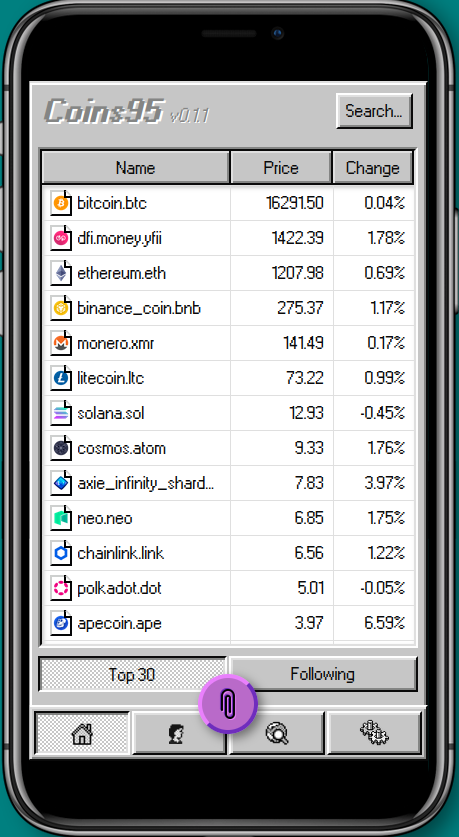 Coins95 v0.1.1 Search...
Name Price Change
bitcoin.btc 16291.50 0.04%
dfi.money.yfii 1422.39 1.78%
ethereum.eth 1207.98 0.69%
binance_coin.bnb 275.37 1.17%
monero.xmr 141.49 0.17%
litecoin.ltc 73.22 0.99%
solana.sol 12.93 -0.45%
cosmos.atom 9.33 1.76%
axie_infinity_shard... 7.83 3.97%
neo.neo 6.85 1.75%
chainlink.link 6.56 1.22%
polkadot.dot 5.01 -0.05%
apecoin.ape 3.97 6.59%
Top 30 Following